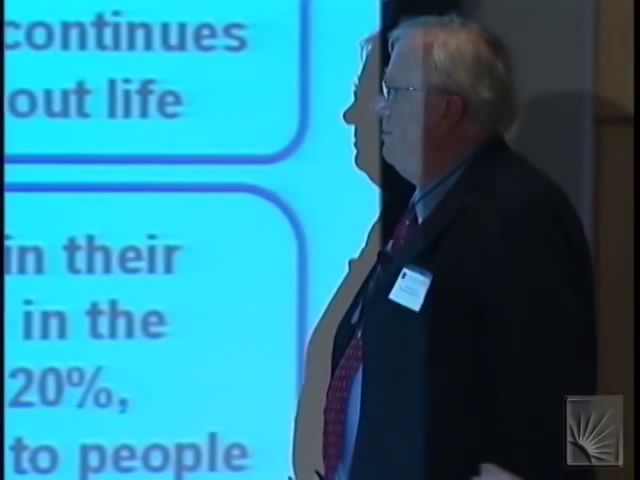 continues
out life
in their
in the
20%,
to people